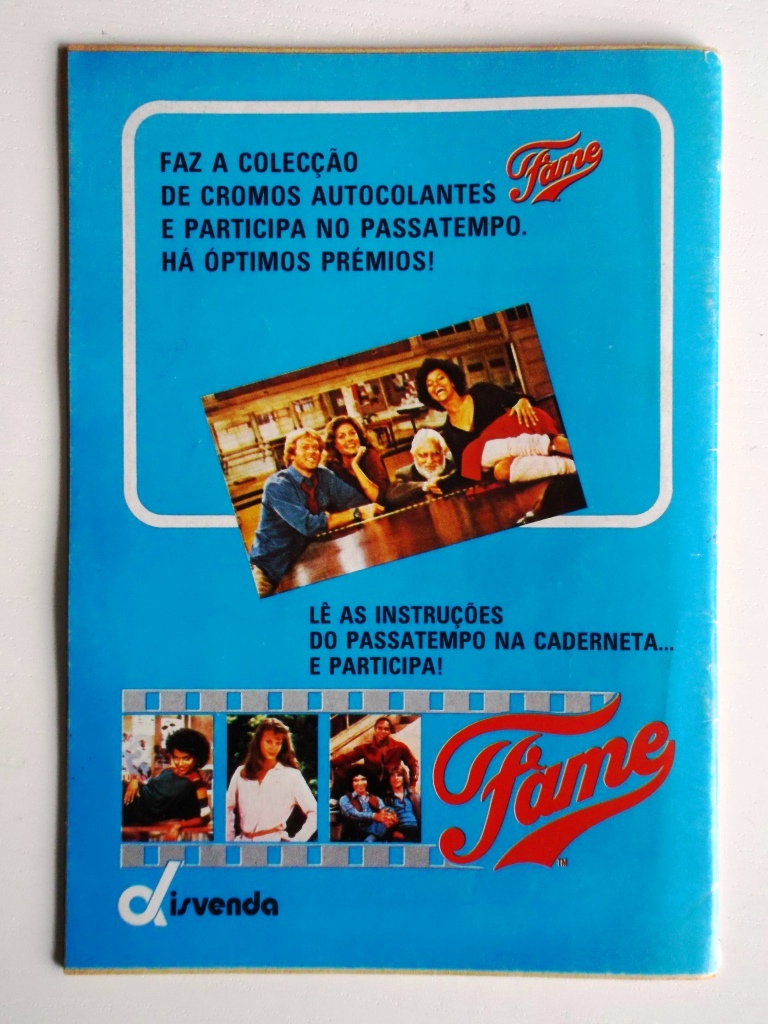 FAZ A COLECÇÃO
DE CROMOS AUTOCOLANTES Fame
E PARTICIPA NO PASSATEMPO.
HÁ ÓPTIMOS PRÉMIOS!
LÊ AS INSTRUÇÕES
DO PASSATEMPO NA CADERNETA...
E PARTICIPA!
Fame
TM
disvenda